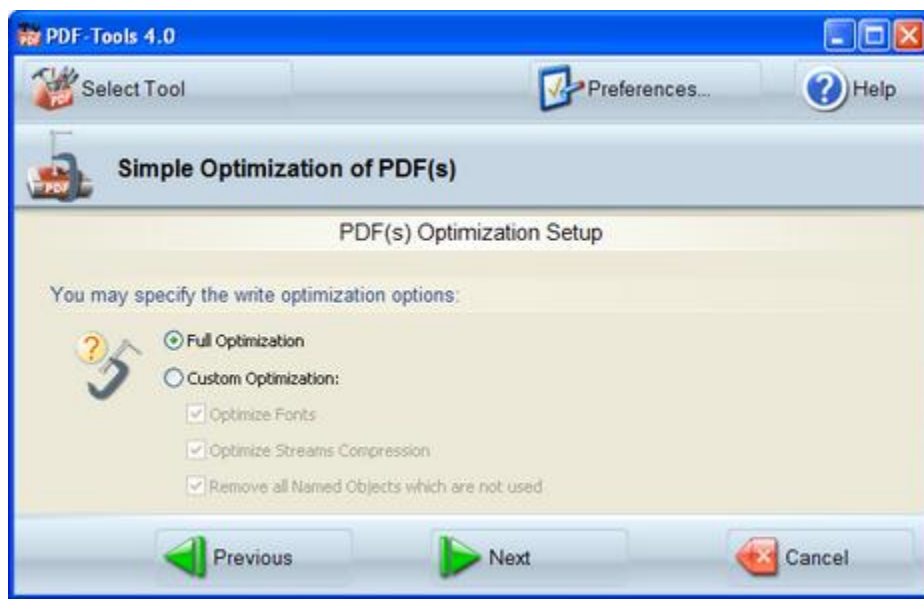 PDF-Tools 4.0
Select Tool Preferences... Help
Simple Optimization of PDF(s)
PDF(s) Optimization Setup
You may specify the write optimization options:
Full Optimization
Custom Optimization:
Optimize Fonts
Optimize Streams Compression
Remove all Named Objects which are not used
Previous Next Cancel